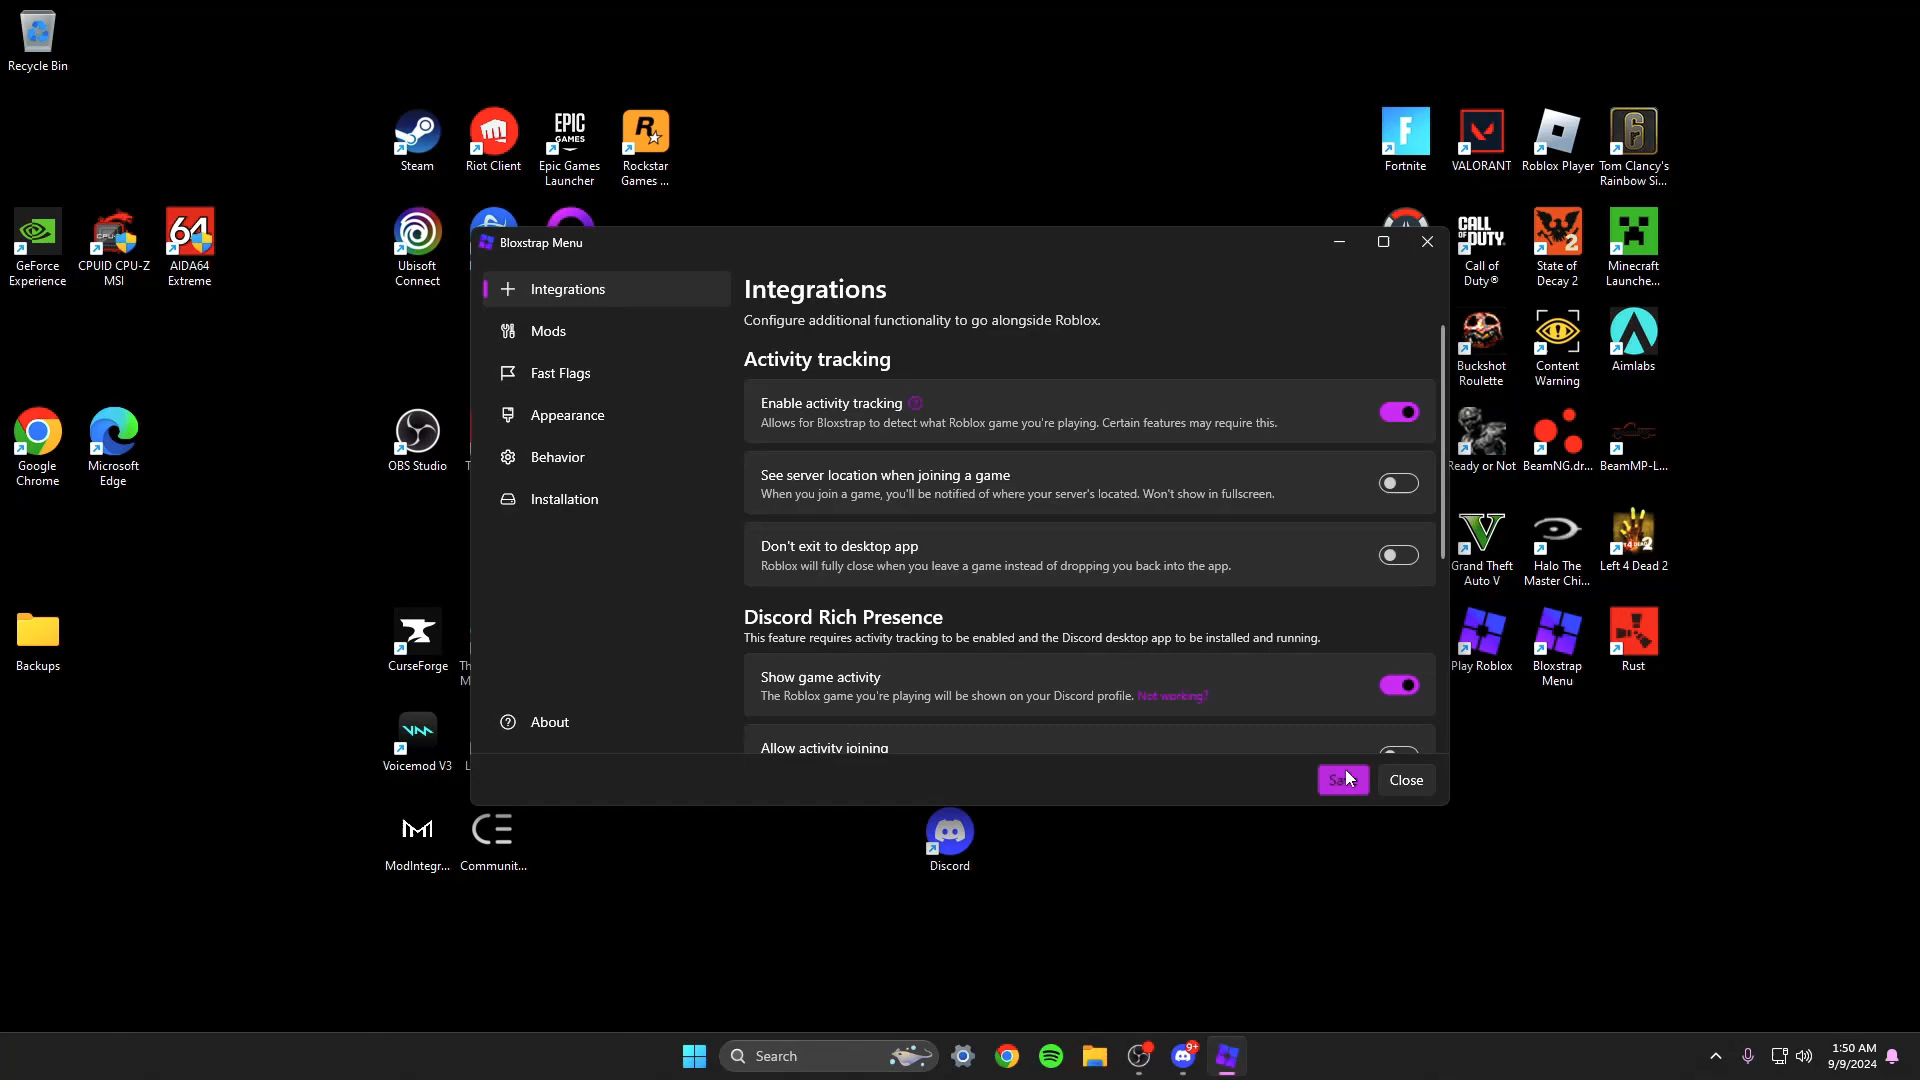 Recycle Bin
Steam
Riot Client
EPIC
GAMES
Epic Games
Launcher
R
Rockstar
Games ...
F
Fortnite
VALORANT
Roblox Player
6
Tom Clancy's
Rainbow Si...
GeForce
Experience
CPUID CPU-Z
MSI
64
AIDA64
Extreme
Ubisoft
Connect
CALL
OF DUTY.
Call of
Duty®
2
State of
Decay 2
Minecraft
Launche...
Bloxstrap Menu
Integrations
Mods
Fast Flags
Appearance
Behavior
Installation
About
Integrations
Configure additional functionality to go alongside Roblox.
Activity tracking
Enable activity tracking
Allows for Bloxstrap to detect what Roblox game you're playing. Certain features may require this.
See server location when joining a game
When you join a game, you'll be notified of where your server's located. Won't show in fullscreen.
Don't exit to desktop app
Roblox will fully close when you leave a game instead of dropping you back into the app.
Discord Rich Presence
This feature requires activity tracking to be enabled and the Discord desktop app to be installed and running.
Show game activity
The Roblox game you're playing will be shown on your Discord profile. Not working?
Allow activity joining
Close
Buckshot
Roulette
Content
Warning
Aimlabs
Google
Chrome
Microsoft
Edge
OBS Studio
Ready or Not
BeamNG.dr...
BeamMP-L...
V
Grand Theft
Auto V
Halo The
Master Chi...
Left 4 Dead 2
Backups
CurseForge
Th
M
Play Roblox
Bloxstrap
Menu
Rust
Voicemod V3
L
ModIntegr...
Communit...
Discord
Search
9+
1:50 AM
9/9/2024